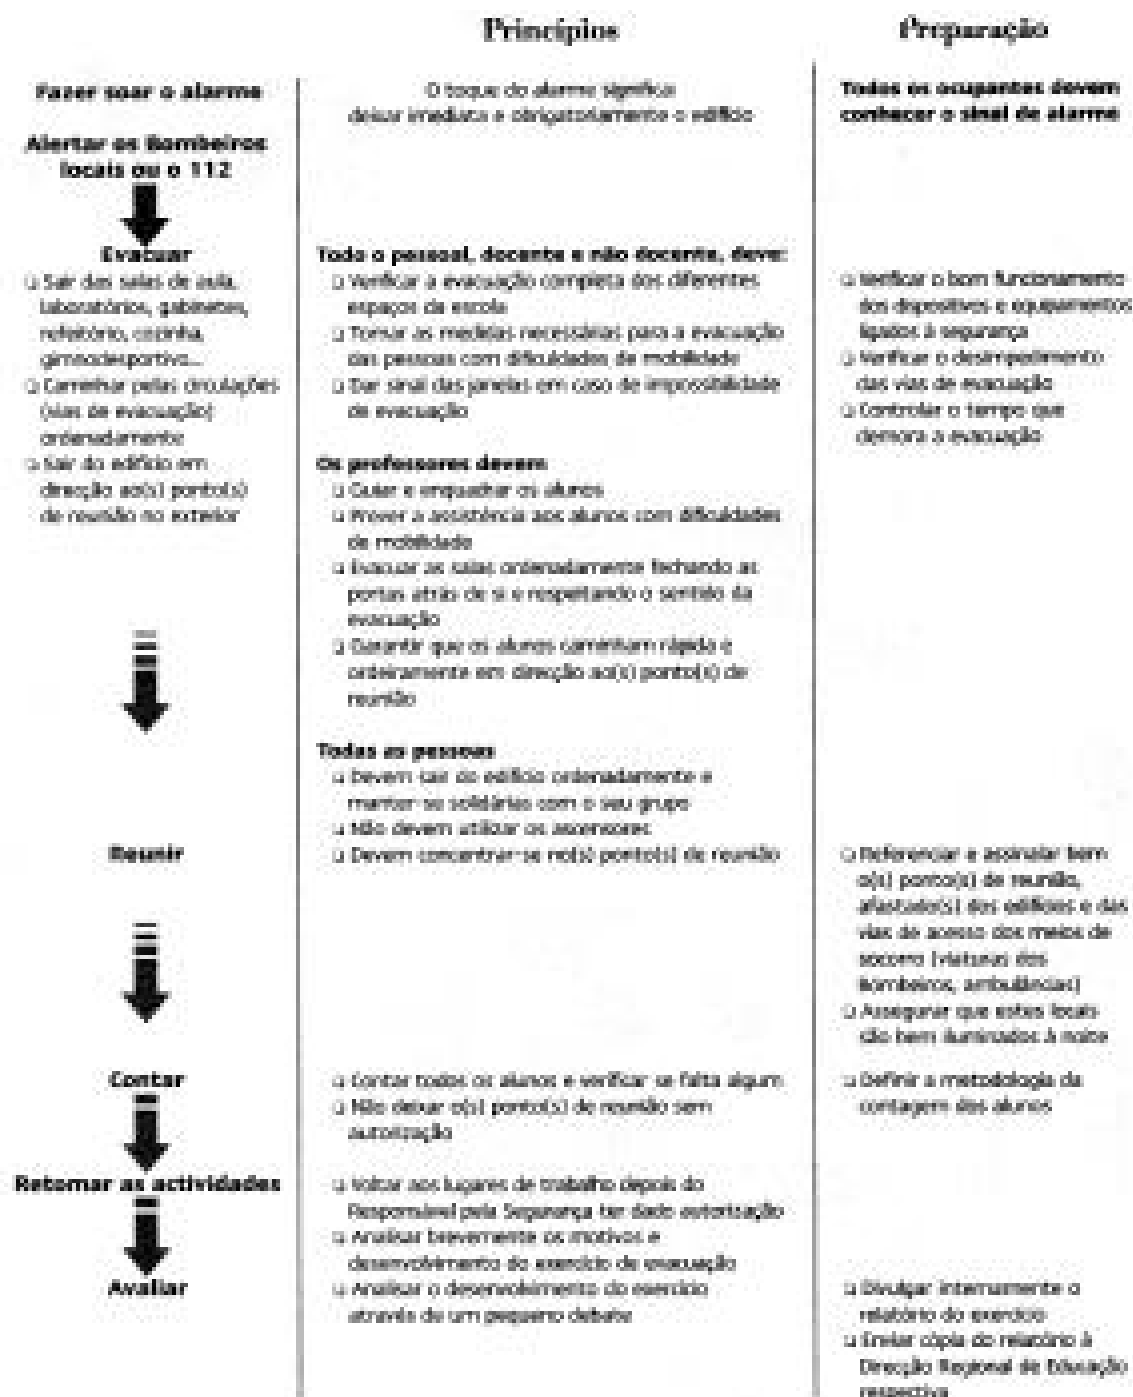 Princípios
Preparação
Fazer soar o alarme
Alertar os Bombeiros
locais ou o 112
Evacuar
❑ Sair das salas de aula,
laboratórios, gabinetes,
refeitório, cozinha,
gimnodesportivo...
❑ Caminhar pelas circulações
(vias de evacuação)
ordenadamente
❑ Sair do edifício em
direcção ao(s) ponto(s)
de reunião no exterior
Reunir
Contar
Retomar as actividades
Avaliar
O toque do alarme significa:
deixar imediata e obrigatoriamente o edifício
Todo o pessoal, docente e não docente, deve:
❑ Verificar a evacuação completa dos diferentes
espaços da escola
❑ Tomar as medidas necessárias para a evacuação
das pessoas com dificuldades de mobilidade
❑ Dar sinal das janelas em caso de impossibilidade
de evacuação
Os professores devem
❑ Guiar e enquadrar os alunos
❑ Prever a assistência aos alunos com dificuldades
de mobilidade
❑ Evacuar as salas ordenadamente fechando as
portas atrás de si e respeitando o sentido da
evacuação
❑ Garantir que os alunos caminham rápida e
ordeiramente em direcção ao(s) ponto(s) de
reunião
Todas as pessoas
❑ Devem sair do edifício ordenadamente e
manter-se solidárias com o seu grupo
❑ Não devem utilizar os ascensores
❑ Devem concentrar-se no(s) ponto(s) de reunião
❑ Contar todos os alunos e verificar se falta algum
❑ Não deixar o(s) ponto(s) de reunião sem
autorização
❑ Voltar aos lugares de trabalho depois do
Responsável pela Segurança ter dado autorização
❑ Analisar brevemente os motivos e
desenvolvimento do exercício de evacuação
❑ Analisar o desenvolvimento do exercício
através de um pequeno debate
Todos os ocupantes devem
conhecer o sinal de alarme
❑ Verificar o bom funcionamento
dos dispositivos e equipamentos
ligados à segurança
❑ Verificar o desimpedimento
das vias de evacuação
❑ Controlar o tempo que
demora a evacuação
❑ Referenciar e assinalar bem
o(s) ponto(s) de reunião,
afastado(s) dos edifícios e das
vias de acesso dos meios de
socorro (viaturas dos
Bombeiros, ambulâncias)
❑ Assegurar que estes locais
são bem iluminados à noite
❑ Definir a metodologia da
contagem dos alunos
❑ Divulgar internamente o
relatório do exercício
❑ Enviar cópia do relatório à
Direcção Regional de Educação
respectiva